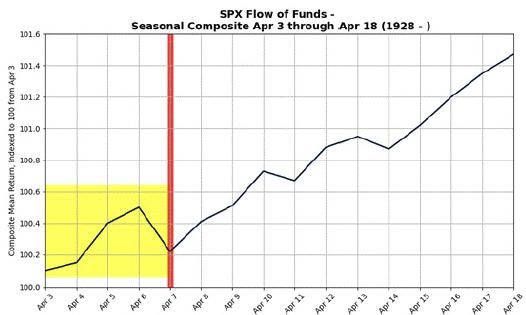 SPX Flow of Funds -
Seasonal Composite Apr 3 through Apr 18 (1928 - )
Composite Mean Return, Indexed to 100 from Apr 3
101.6
101.4
101.2
101.0
100.8
100.6
100.4
100.2
100.0
Apr 3
Apr 4
Apr 5
Apr 6
Apr 7
Apr 8
Apr 9
Apr 10
Apr 11
Apr 12
Apr 13
Apr 14
Apr 15
Apr 16
Apr 17
Apr 18